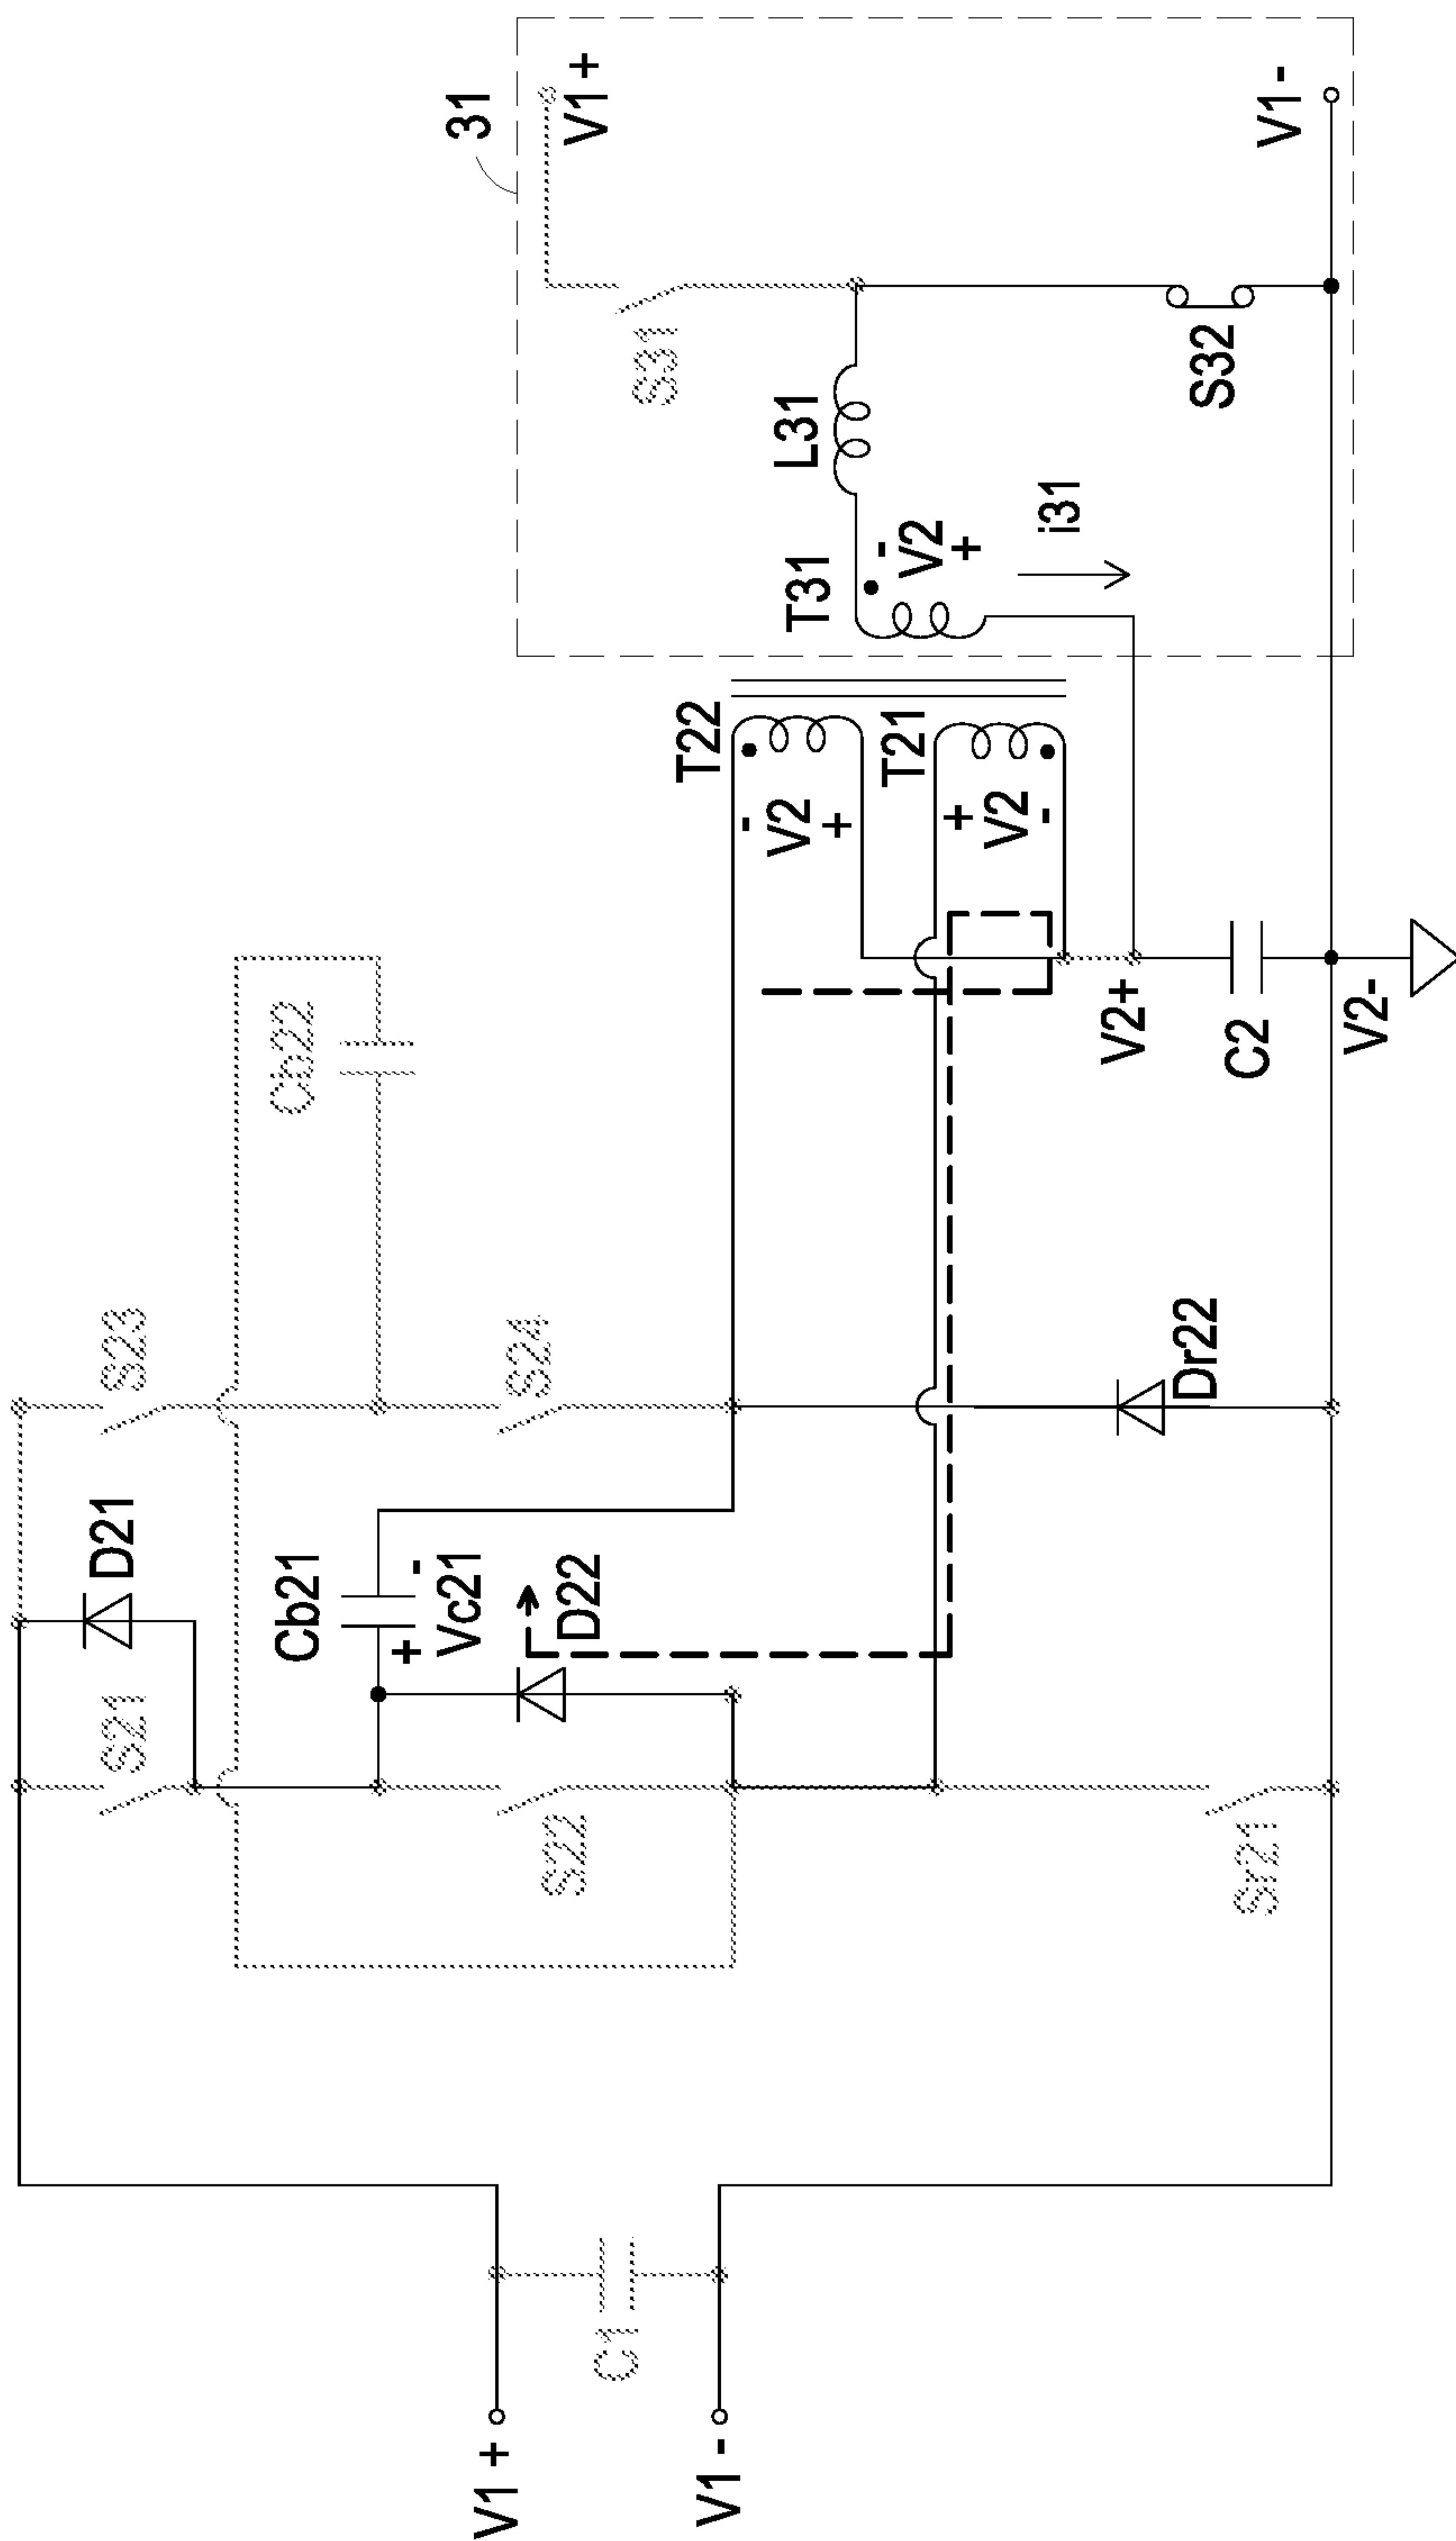 31
V1+
V1-
S31
L31
S32
T31
-
V2
+
i31
T22
-
V2
+
T21
+
V2
-
Cb22
V2+
C2
V2-
S23
S24
Dr22
D21
Cb21
+
Vc21
-
D22
S21
S22
Sr21
C1
V1+
V1-